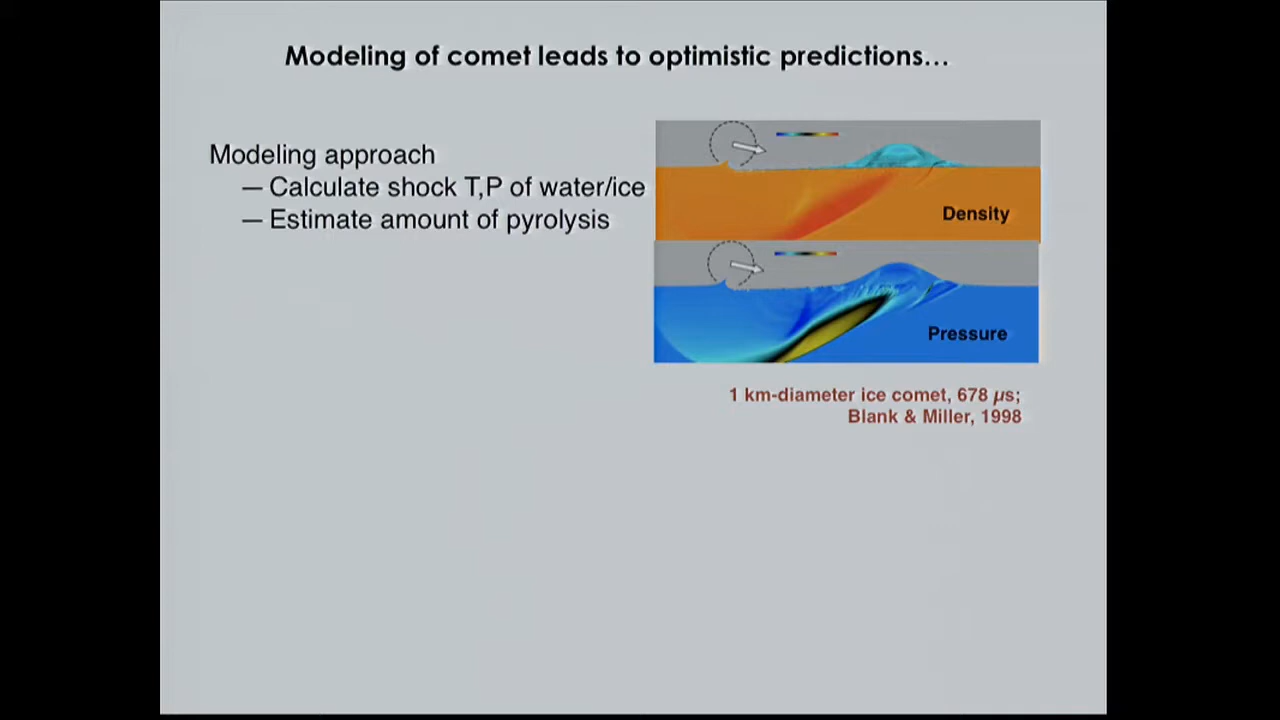 Modeling of comet leads to optimistic predictions…
Modeling approach
— Calculate shock T,P of water/ice
— Estimate amount of pyrolysis
Density
Pressure
1 km-diameter ice comet, 678 µs;
Blank & Miller, 1998